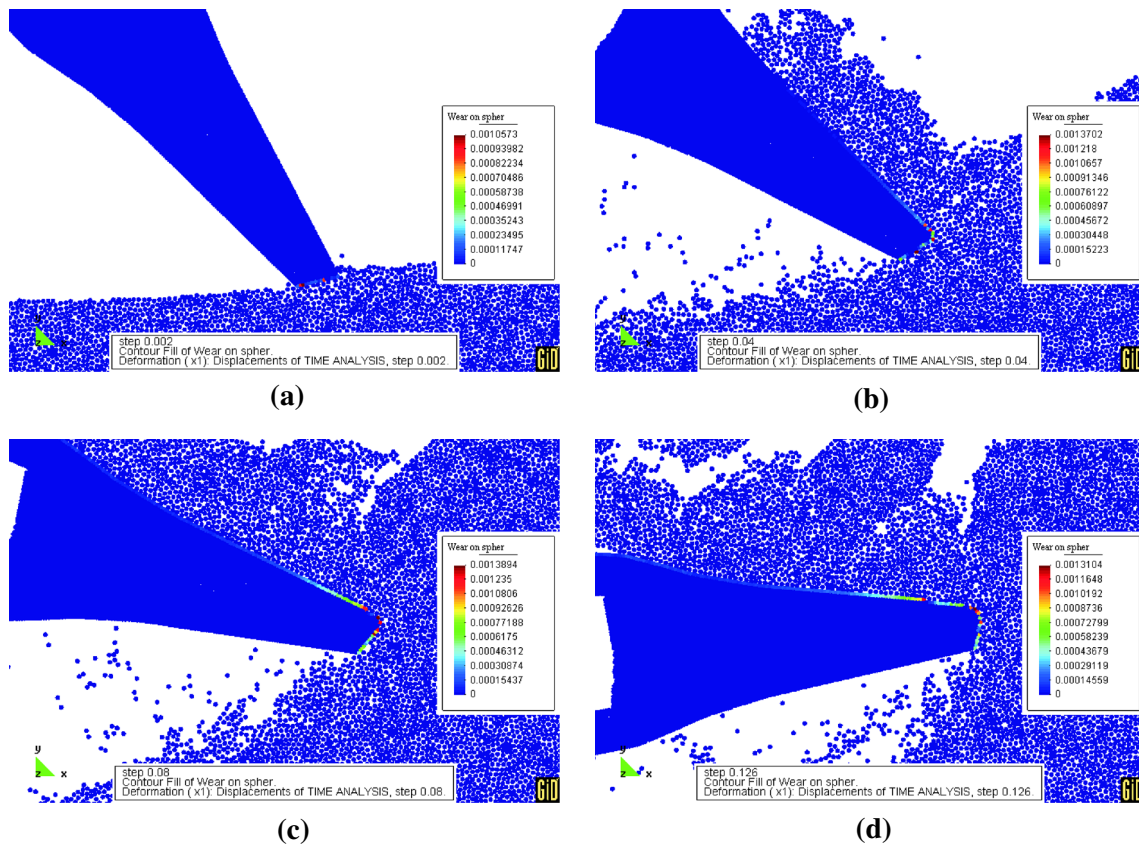 Wear on spher
0.0010573
0.00093982
0.00082234
0.00070486
0.00058738
0.00046991
0.00035243
0.00023495
0.00011747
0
z x
step 0.002
Contour Fill of Wear on spher.
Deformation ( x1): Displacements of TIME ANALYSIS, step 0.002.
GiD
(a)
Wear on spher
0.0013702
0.001218
0.0010657
0.00091346
0.00076122
0.00060897
0.00045672
0.00030448
0.00015223
0
z x
step 0.04
Contour Fill of Wear on spher.
Deformation ( x1): Displacements of TIME ANALYSIS, step 0.04.
GiD
(b)
Wear on spher
0.0013894
0.001235
0.0010806
0.00092626
0.00077188
0.0006175
0.00046312
0.00030874
0.00015437
0
y
z x
step 0.08
Contour Fill of Wear on spher.
Deformation ( x1): Displacements of TIME ANALYSIS, step 0.08.
GiD
(c)
Wear on spher
0.0013104
0.0011648
0.0010192
0.0008736
0.00072799
0.00058239
0.00043679
0.00029119
0.00014559
0
y
z x
step 0.126
Contour Fill of Wear on spher.
Deformation ( x1): Displacements of TIME ANALYSIS, step 0.126.
GiD
(d)